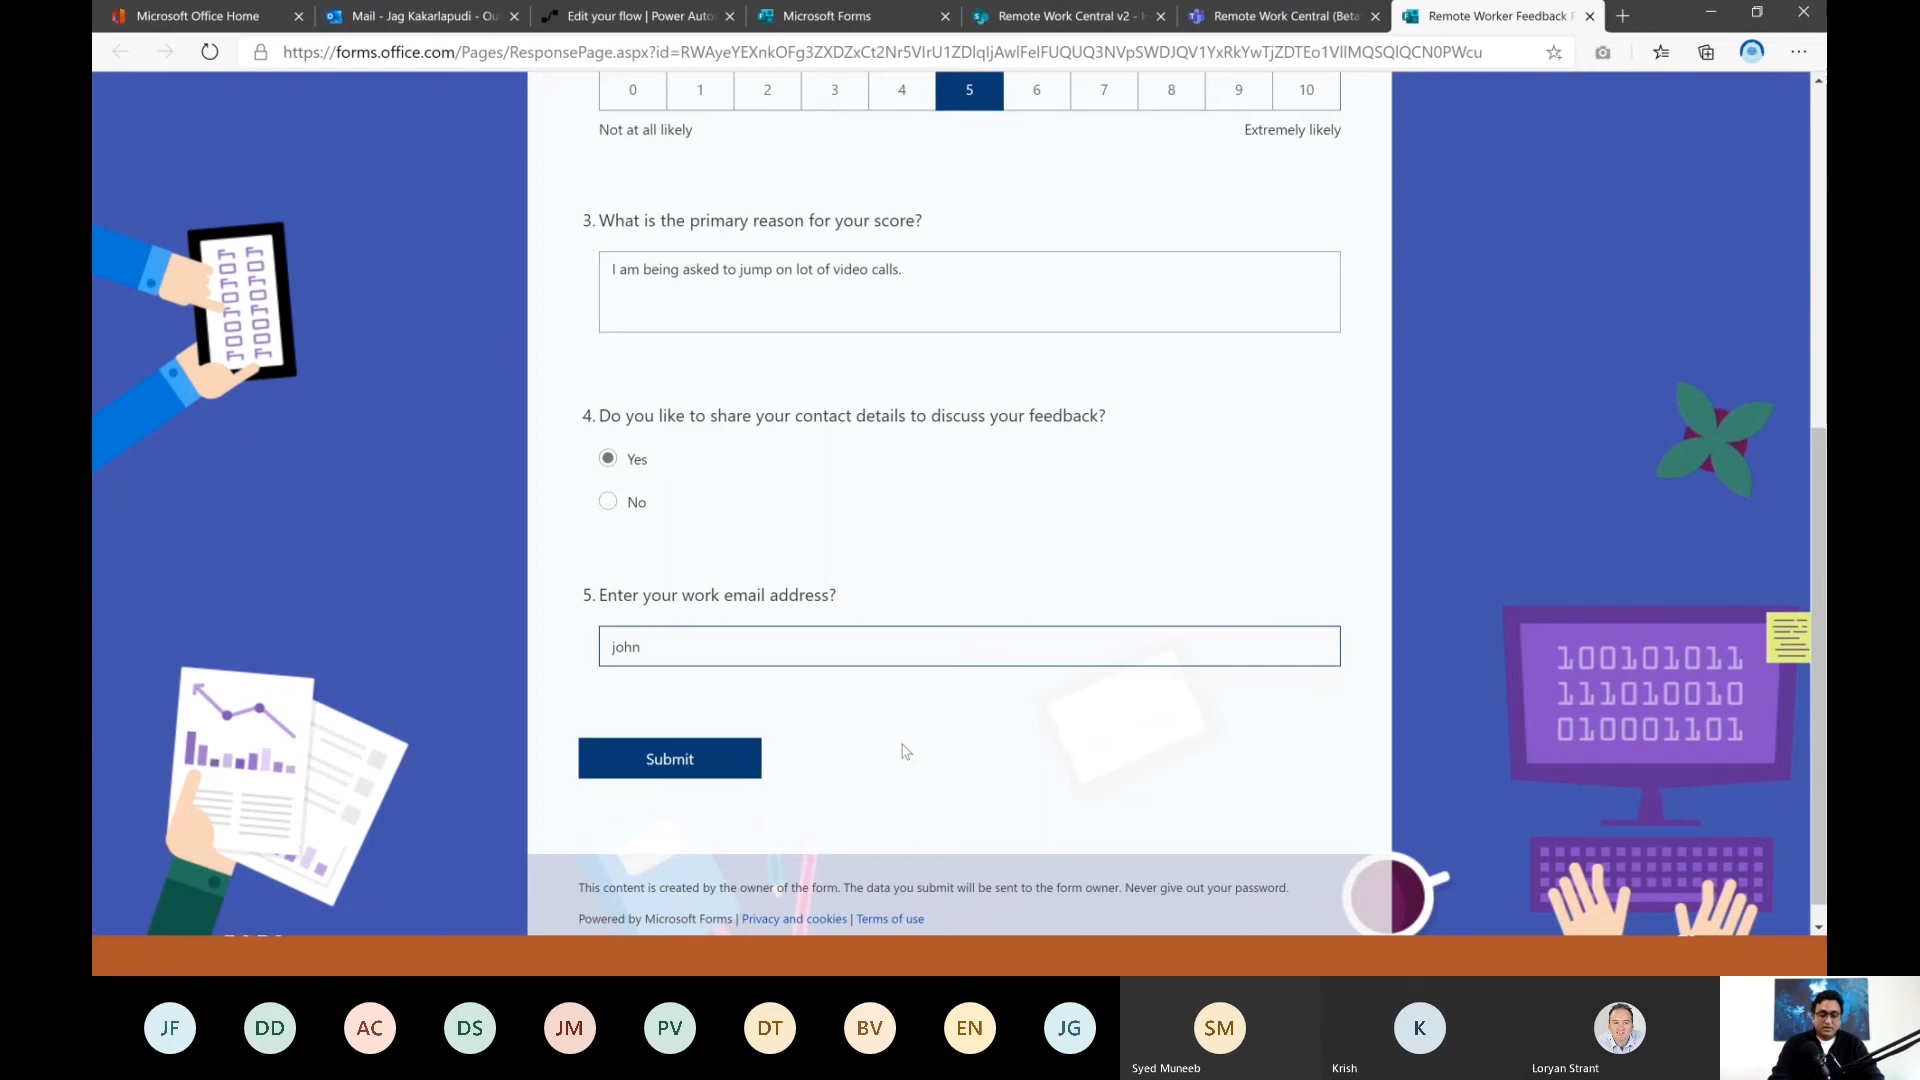 Microsoft Office Home
Mail - Jag Kakarlapudi - Ou
Edit your flow | Power Auto
Microsoft Forms
Remote Work Central v2 -
Remote Work Central (Beta
Remote Worker Feedback F
https://forms.office.com/Pages/ResponsePage.aspx?id=RWAyeYEXnkOFg3ZXDZxCt2Nr5VIrU1ZDlqIjAwlFelFUQUQ3NVpSWDJQV1YxRkYwTjZDTEo1VllMQSQlQCN0PWcu
0 1 2 3 4 5 6 7 8 9 10
Not at all likely Extremely likely
3. What is the primary reason for your score?
I am being asked to jump on lot of video calls.
4. Do you like to share your contact details to discuss your feedback?
Yes
No
5. Enter your work email address?
john
Submit
This content is created by the owner of the form. The data you submit will be sent to the form owner. Never give out your password.
Powered by Microsoft Forms | Privacy and cookies | Terms of use
100101011
111010010
010001101
JF DD AC DS JM PV DT BV EN JG SM K
Syed Muneeb Krish Loryan Strant